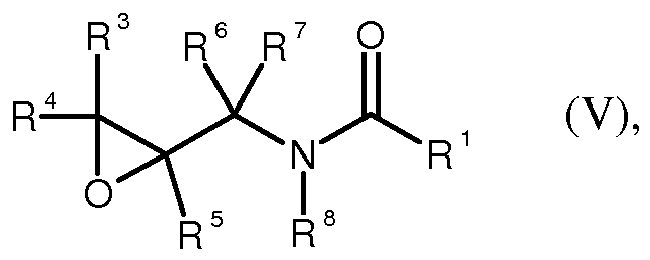 R³ R⁶ R⁷ O
R⁴ N R¹ (V),
O R⁵ R⁸